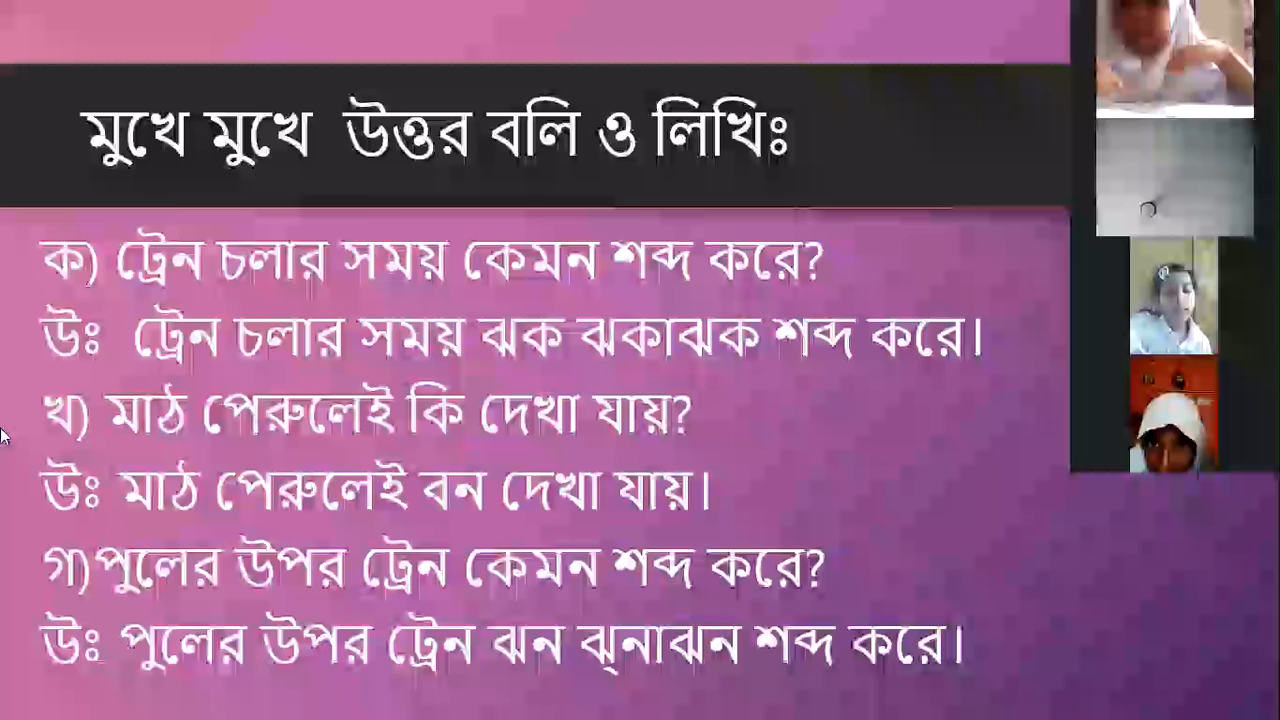 মুখে মুখে উত্তর বলি ও লিখিঃ
ক) ট্রেন চলার সময় কেমন শব্দ করে?
উঃ ট্রেন চলার সময় ঝক ঝকাঝক শব্দ করে।
খ) মাঠ পেরুলেই কি দেখা যায়?
উঃ মাঠ পেরুলেই বন দেখা যায়।
গ)পুলের উপর ট্রেন কেমন শব্দ করে?
উঃ পুলের উপর ট্রেন ঝন ঝ্নাঝন শব্দ করে।